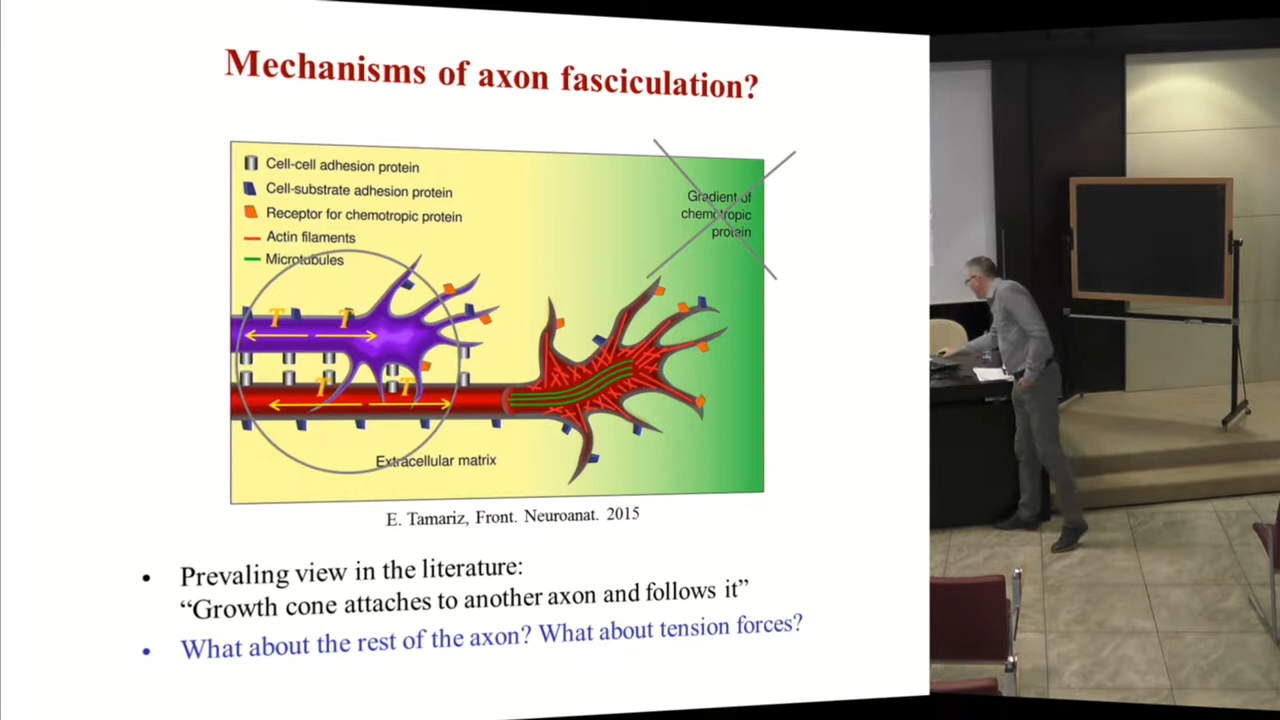 Mechanisms of axon fasciculation?
Cell-cell adhesion protein
Cell-substrate adhesion protein
Receptor for chemotropic protein
Actin filaments
Microtubules
Gradient of
chemotropic
protein
T T
T T
Extracellular matrix
E. Tamariz, Front. Neuroanat. 2015
• Prevaling view in the literature:
“Growth cone attaches to another axon and follows it”
• What about the rest of the axon? What about tension forces?